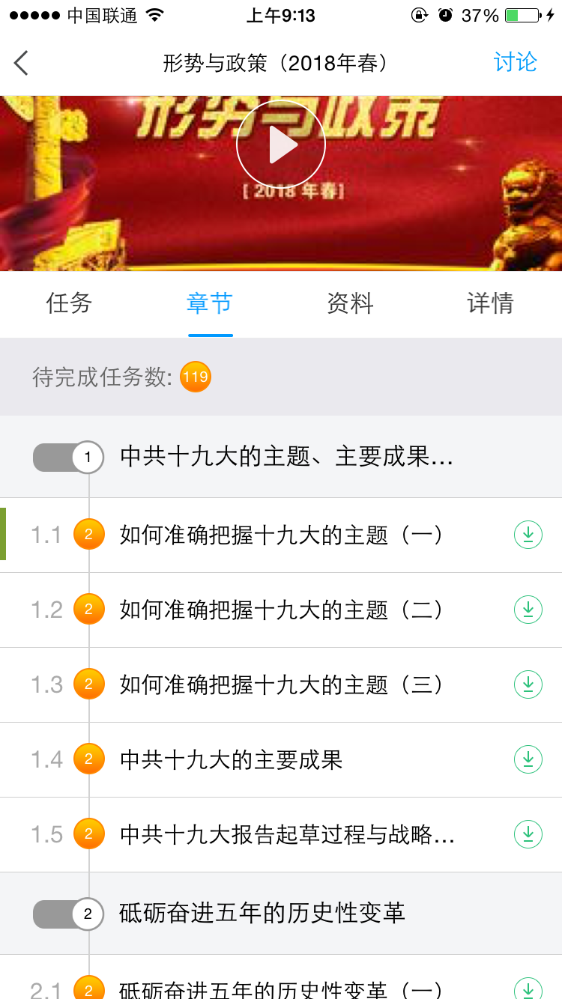 中国联通 上午9:13 37%
形势与政策（2018年春） 讨论
形势与政策
[ 2018 年春]
任务 章节 资料 详情
待完成任务数: 119
1 中共十九大的主题、主要成果...
1.1 2 如何准确把握十九大的主题（一）
1.2 2 如何准确把握十九大的主题（二）
1.3 2 如何准确把握十九大的主题（三）
1.4 2 中共十九大的主要成果
1.5 2 中共十九大报告起草过程与战略...
2 砥砺奋进五年的历史性变革
2.1 2 砥砺奋进五年的历史性变革（一）